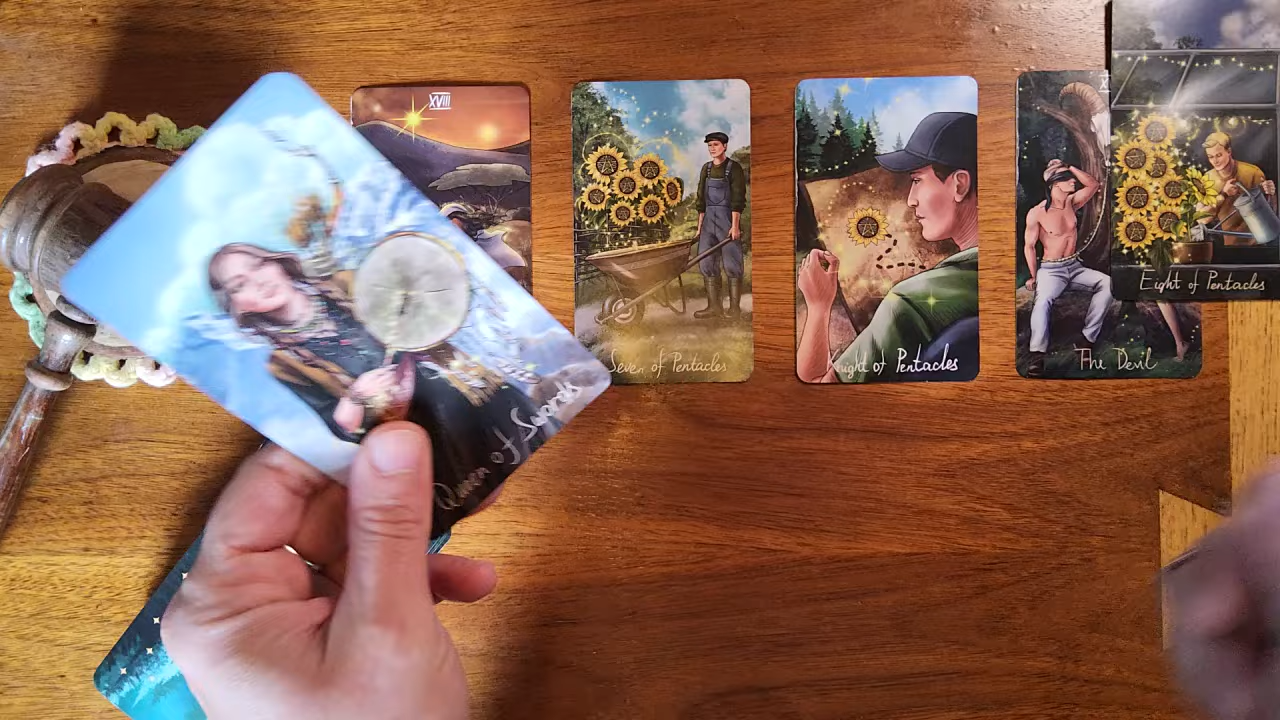 XVIII
Seven of Pentacles
Knight of Pentacles
The Devil
Eight of Pentacles
Queen of Swords